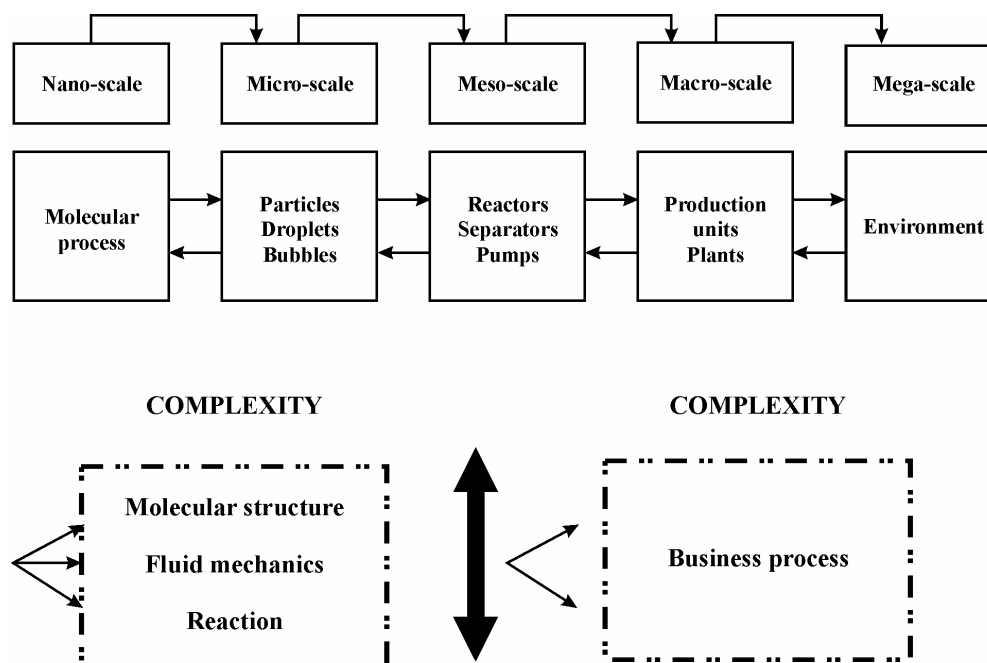 Nano-scale
Micro-scale
Meso-scale
Macro-scale
Mega-scale
Molecular
process
Particles
Droplets
Bubbles
Reactors
Separators
Pumps
Production
units
Plants
Environment
COMPLEXITY
Molecular structure
Fluid mechanics
Reaction
COMPLEXITY
Business process